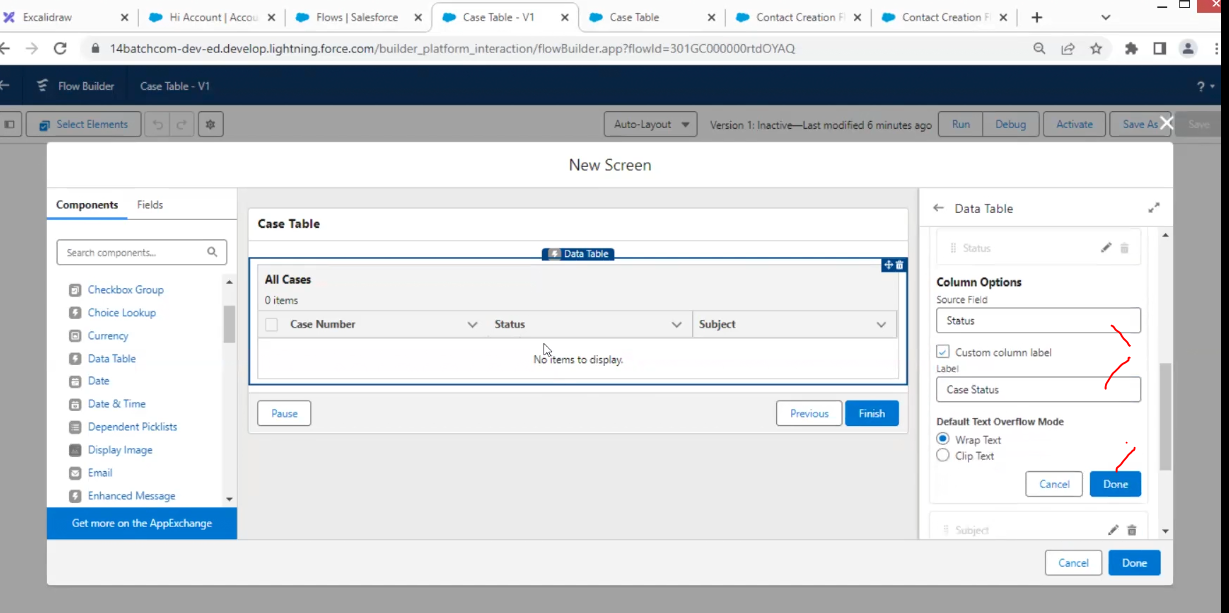 Excalidraw
Hi Account | Accou
Flows | Salesforce
Case Table - V1
Case Table
Contact Creation F
Contact Creation F
14batchcom-dev-ed.develop.lightning.force.com/builder_platform_interaction/flowBuilder.app?flowId=301GC000000rtdOYAQ
Flow Builder
Case Table - V1
?
Select Elements
Auto-Layout
Version 1: Inactive—Last modified 6 minutes ago
Run
Debug
Activate
Save As
Save
New Screen
Components
Fields
Search components...
Checkbox Group
Choice Lookup
Currency
Data Table
Date
Date & Time
Dependent Picklists
Display Image
Email
Enhanced Message
Get more on the AppExchange
Case Table
Data Table
All Cases
0 items
Case Number
Status
Subject
No items to display.
Pause
Previous
Finish
Data Table
Status
Column Options
Source Field
Status
Custom column label
Label
Case Status
Default Text Overflow Mode
Wrap Text
Clip Text
Cancel
Done
Subject
Cancel
Done